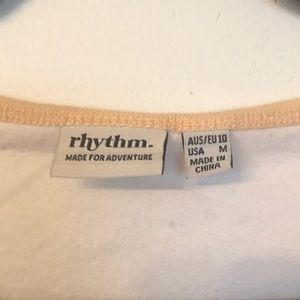 rhythm.
MADE FOR ADVENTURE
AUS/EU 10
USA M
MADE IN
CHINA